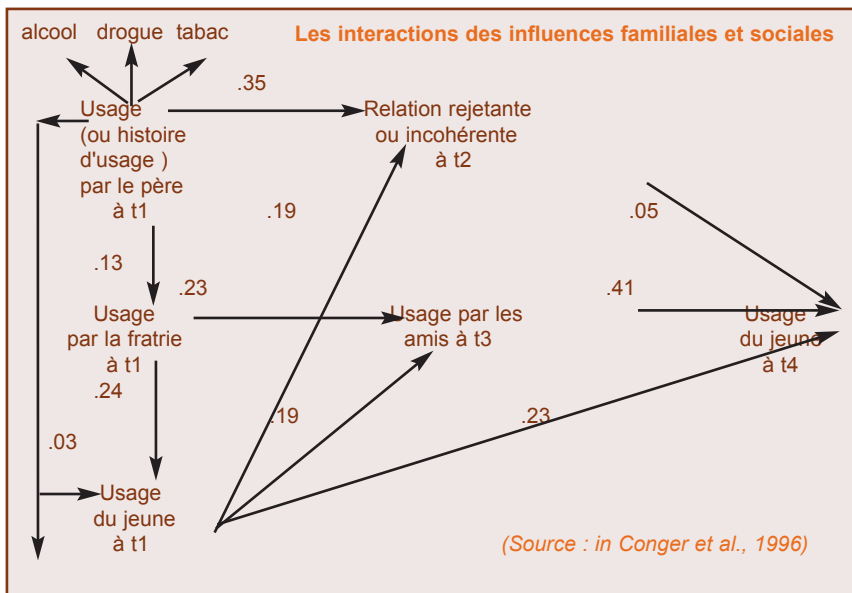 Les interactions des influences familiales et sociales
alcool drogue tabac
.35
Usage
(ou histoire
d'usage )
par le père
à t1
Relation rejetante
ou incohérente
à t2
.19
.05
.13
.23
.41
Usage
par la fratrie
à t1
Usage par les
amis à t3
Usage
du jeune
à t4
.24
.19
.23
.03
Usage
du jeune
à t1
(Source : in Conger et al., 1996)